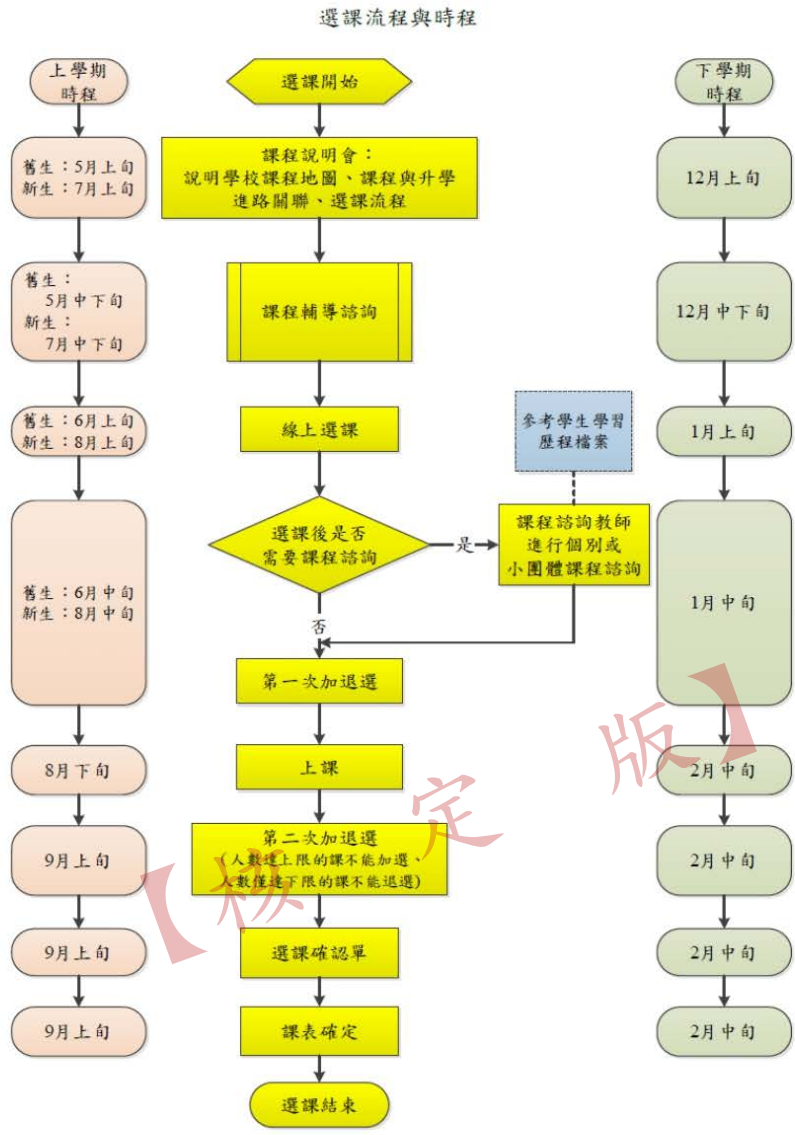 選課流程與時程
上學期
時程
選課開始
下學期
時程
舊生：5月上旬
新生：7月上旬
課程說明會：
說明學校課程地圖、課程與升學
進路關聯、選課流程
12月上旬
舊生：
5月中下旬
新生：
7月中下旬
課程輔導諮詢
12月中下旬
舊生：6月上旬
新生：8月上旬
線上選課
參考學生學習
歷程檔案
1月上旬
舊生：6月中旬
新生：8月中旬
選課後是否
需要課程諮詢
是
課程諮詢教師
進行個別或
小團體課程諮詢
1月中旬
否
第一次加退選
8月下旬
上課
2月中旬
9月上旬
第二次加退選
(人數達上限的課不能加選、
人數僅達下限的課不能退選)
2月中旬
9月上旬
選課確認單
2月中旬
9月上旬
課表確定
2月中旬
選課結束
【核定版】